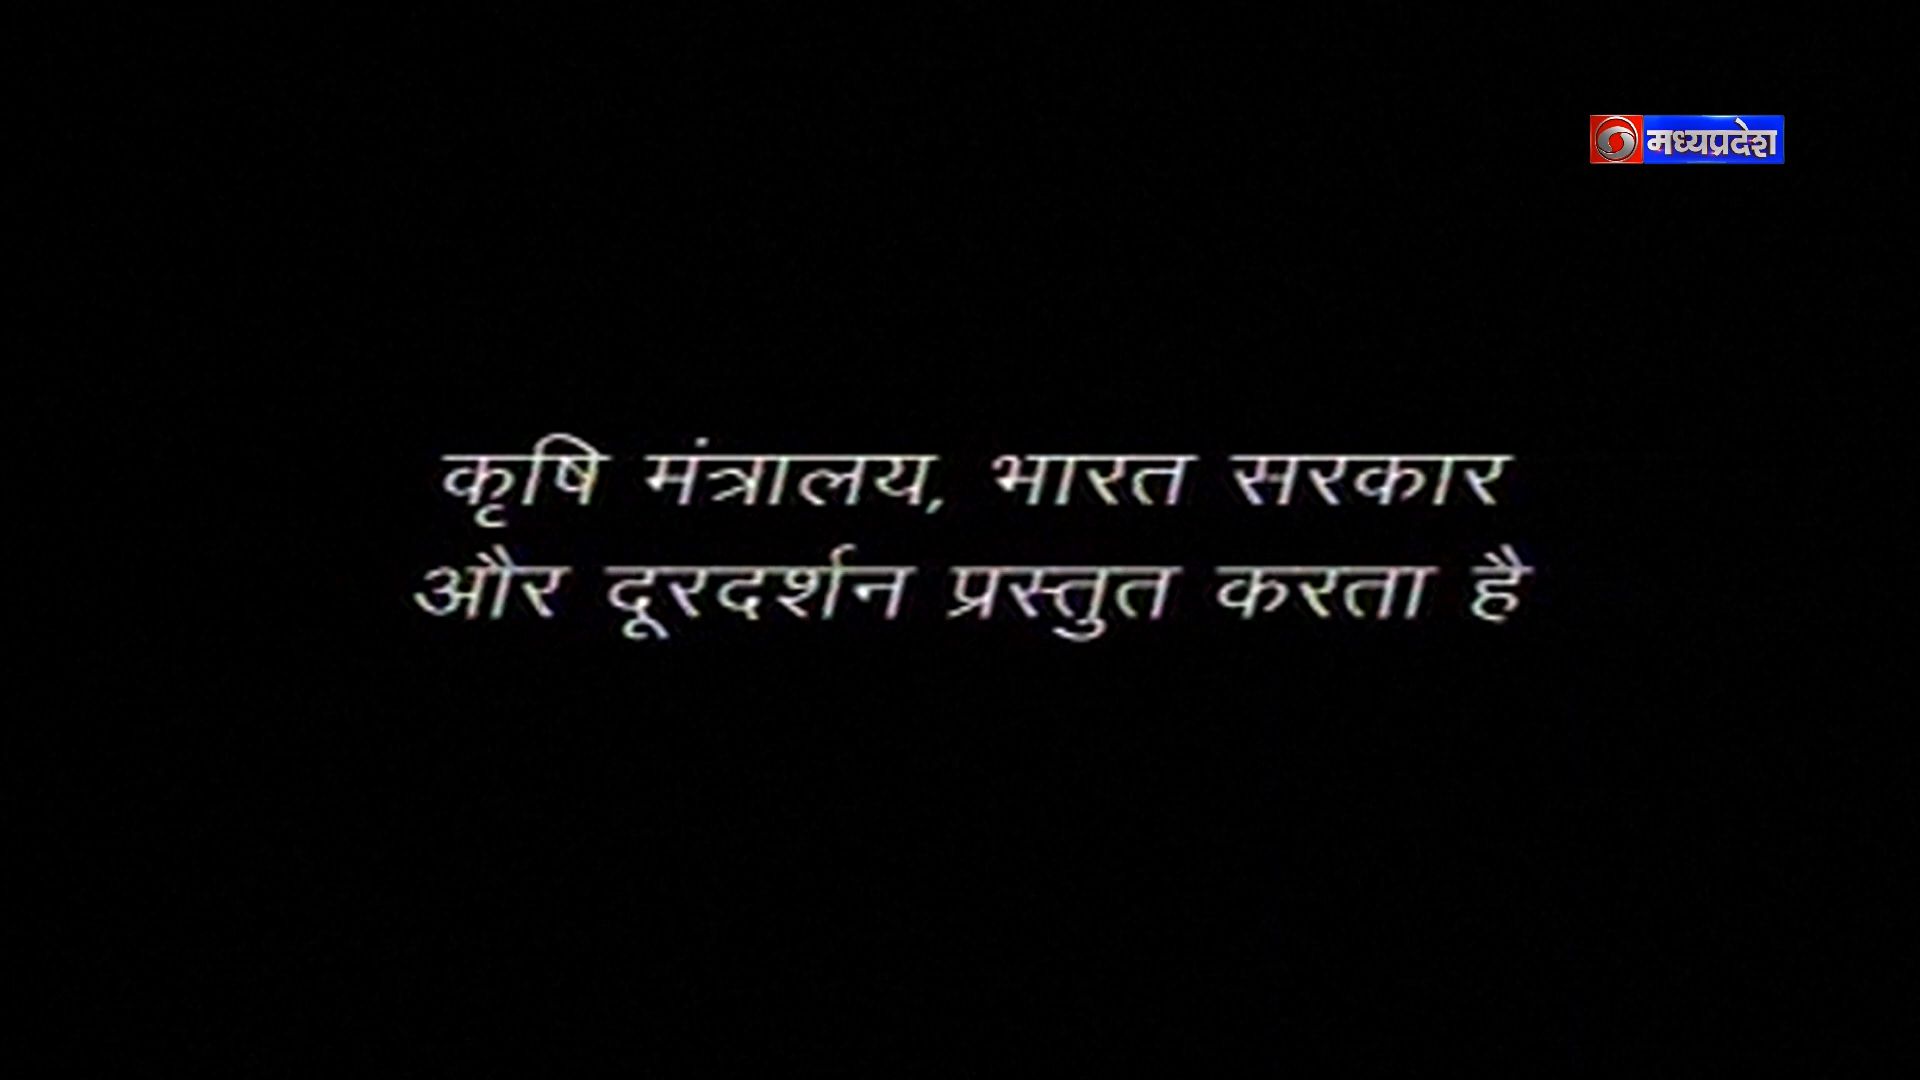 मध्यप्रदेश
कृषि मंत्रालय, भारत सरकार
और दूरदर्शन प्रस्तुत करता है